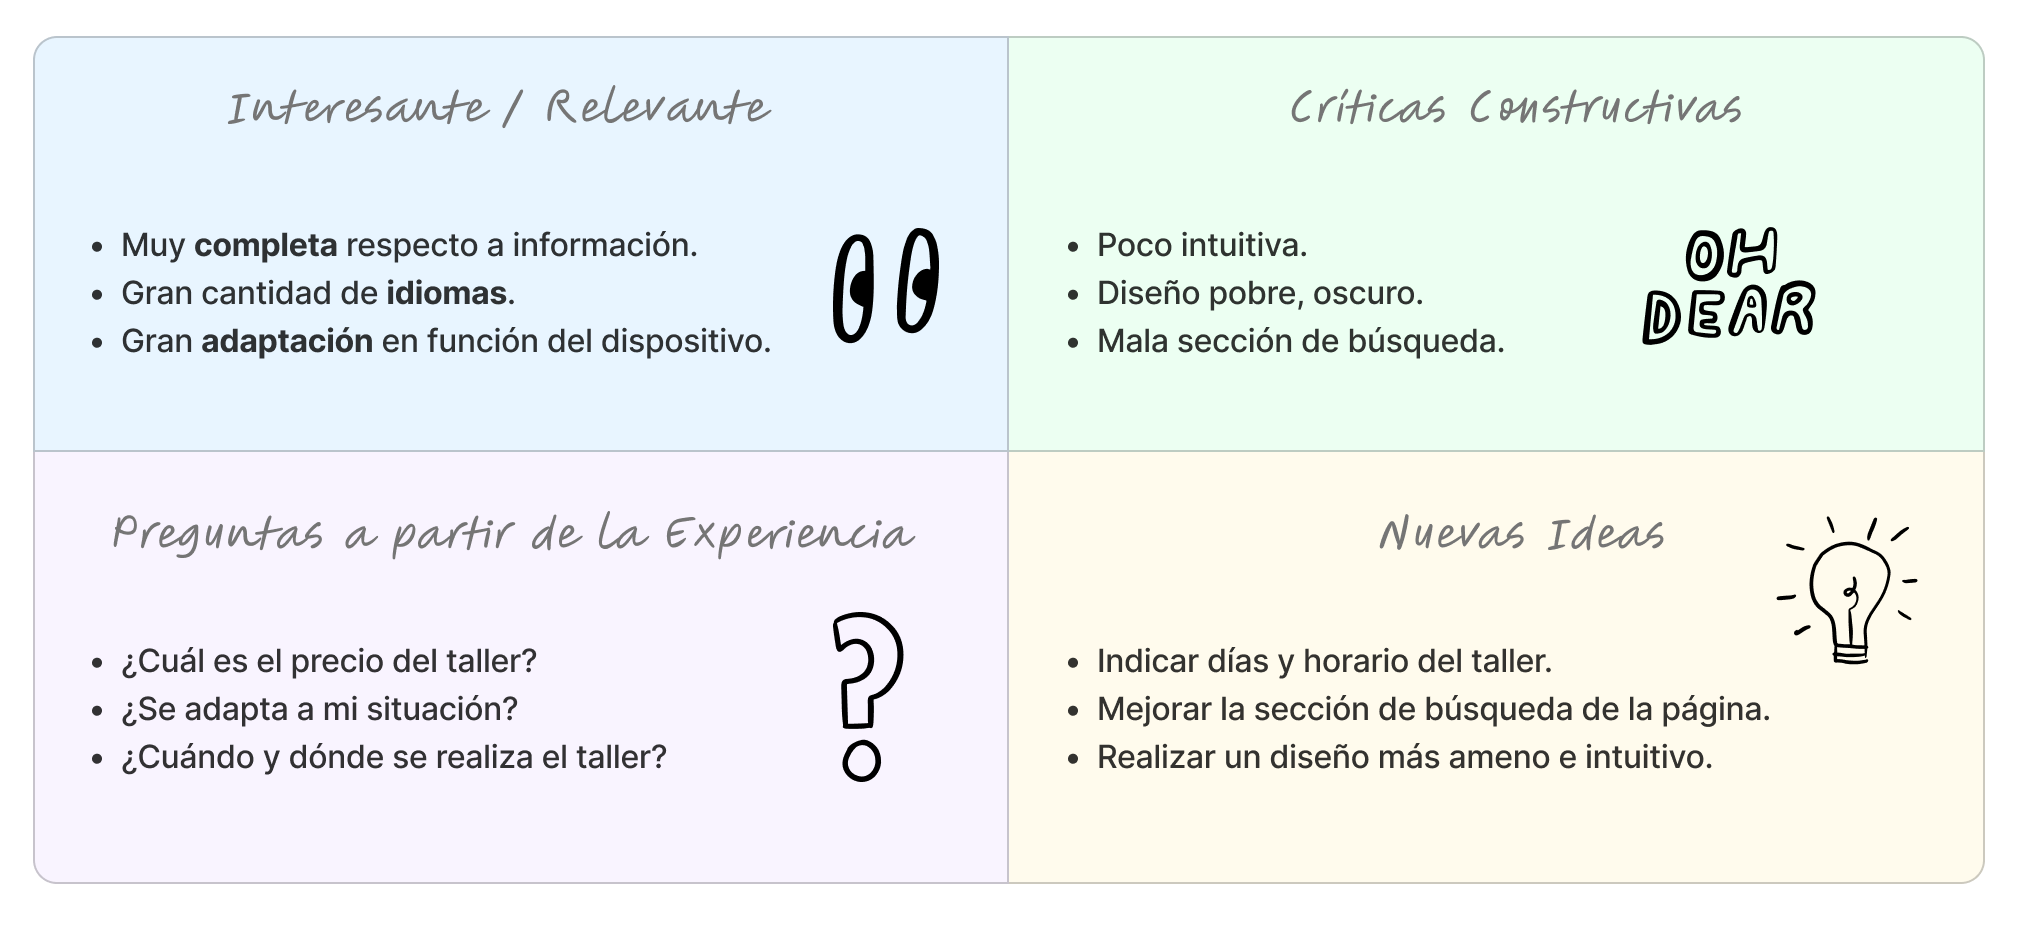 Interesante / Relevante
• Muy completa respecto a información.
• Gran cantidad de idiomas.
• Gran adaptación en función del dispositivo.
Críticas Constructivas
• Poco intuitiva.
• Diseño pobre, oscuro.
• Mala sección de búsqueda.
OH
DEAR
Preguntas a partir de la Experiencia
• ¿Cuál es el precio del taller?
• ¿Se adapta a mi situación?
• ¿Cuándo y dónde se realiza el taller?
?
Nuevas Ideas
• Indicar días y horario del taller.
• Mejorar la sección de búsqueda de la página.
• Realizar un diseño más ameno e intuitivo.